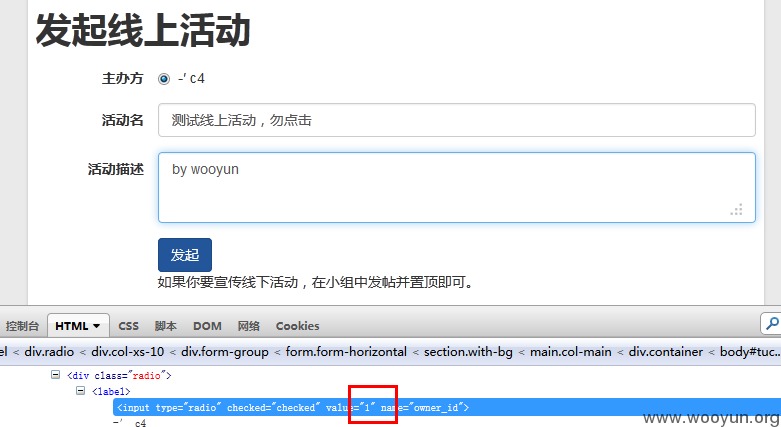 发起线上活动
主办方 -' c4
活动名 测试线上活动，勿点击
活动描述 by wooyun
发起
如果你要宣传线下活动，在小组中发帖并置顶即可。
控制台 HTML CSS 脚本 DOM 网络 Cookies
el < div.radio < div.col-xs-10 < div.form-group < form.form-horizontal < section.with-bg < main.col-main < div.container < body#tuc...
<div class="radio">
<label>
<input type="radio" checked="checked" value="1" name="owner_id">
-' c4
www.wooyun.org